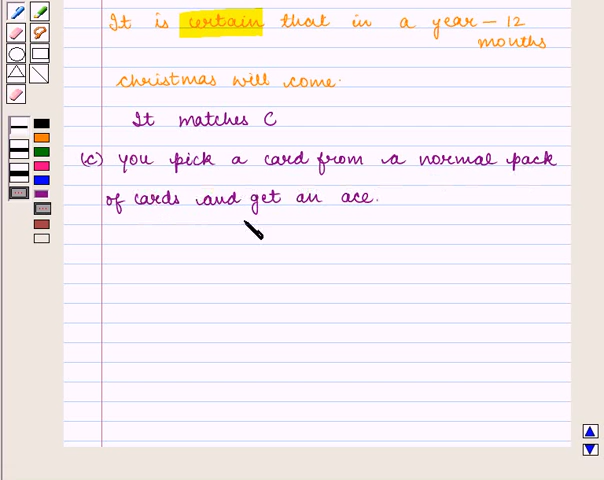 It is certain that in a year - 12
months
christmas will come.
It matches C
(c) you pick a card from a normal pack
of cards and get an ace.